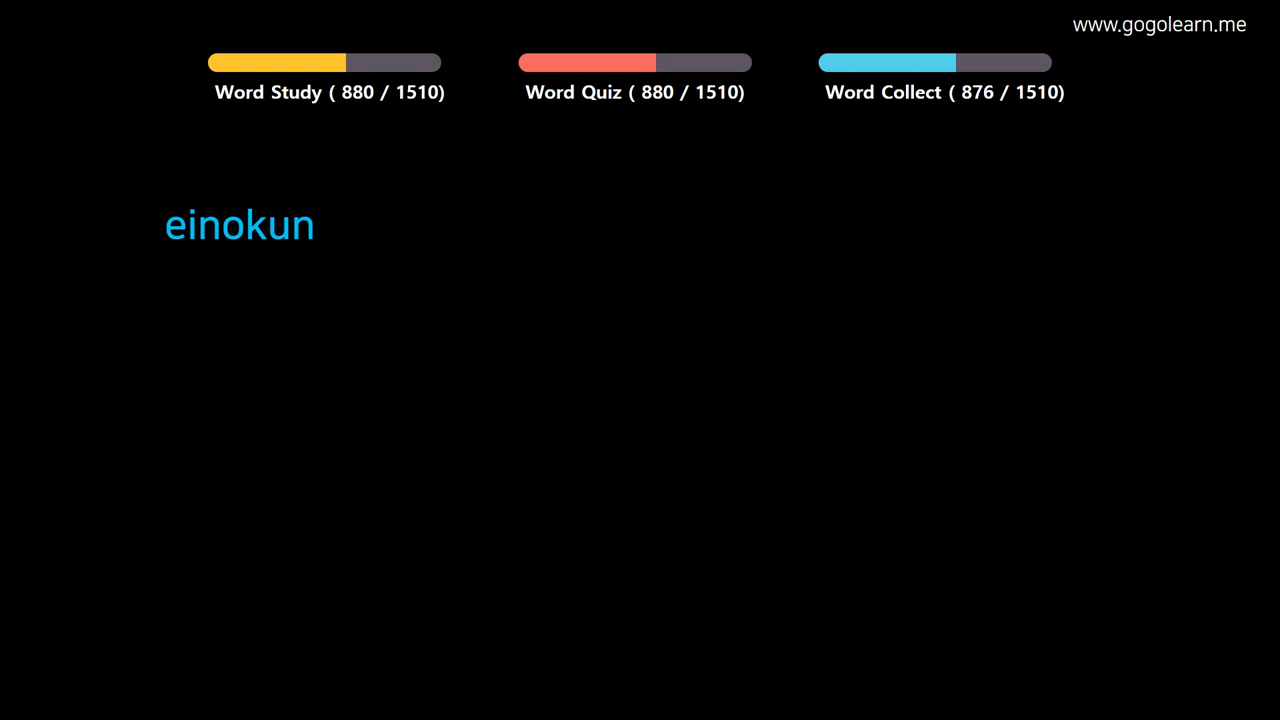 www.gogolearn.me
Word Study ( 880 / 1510)
Word Quiz ( 880 / 1510)
Word Collect ( 876 / 1510)
einokun